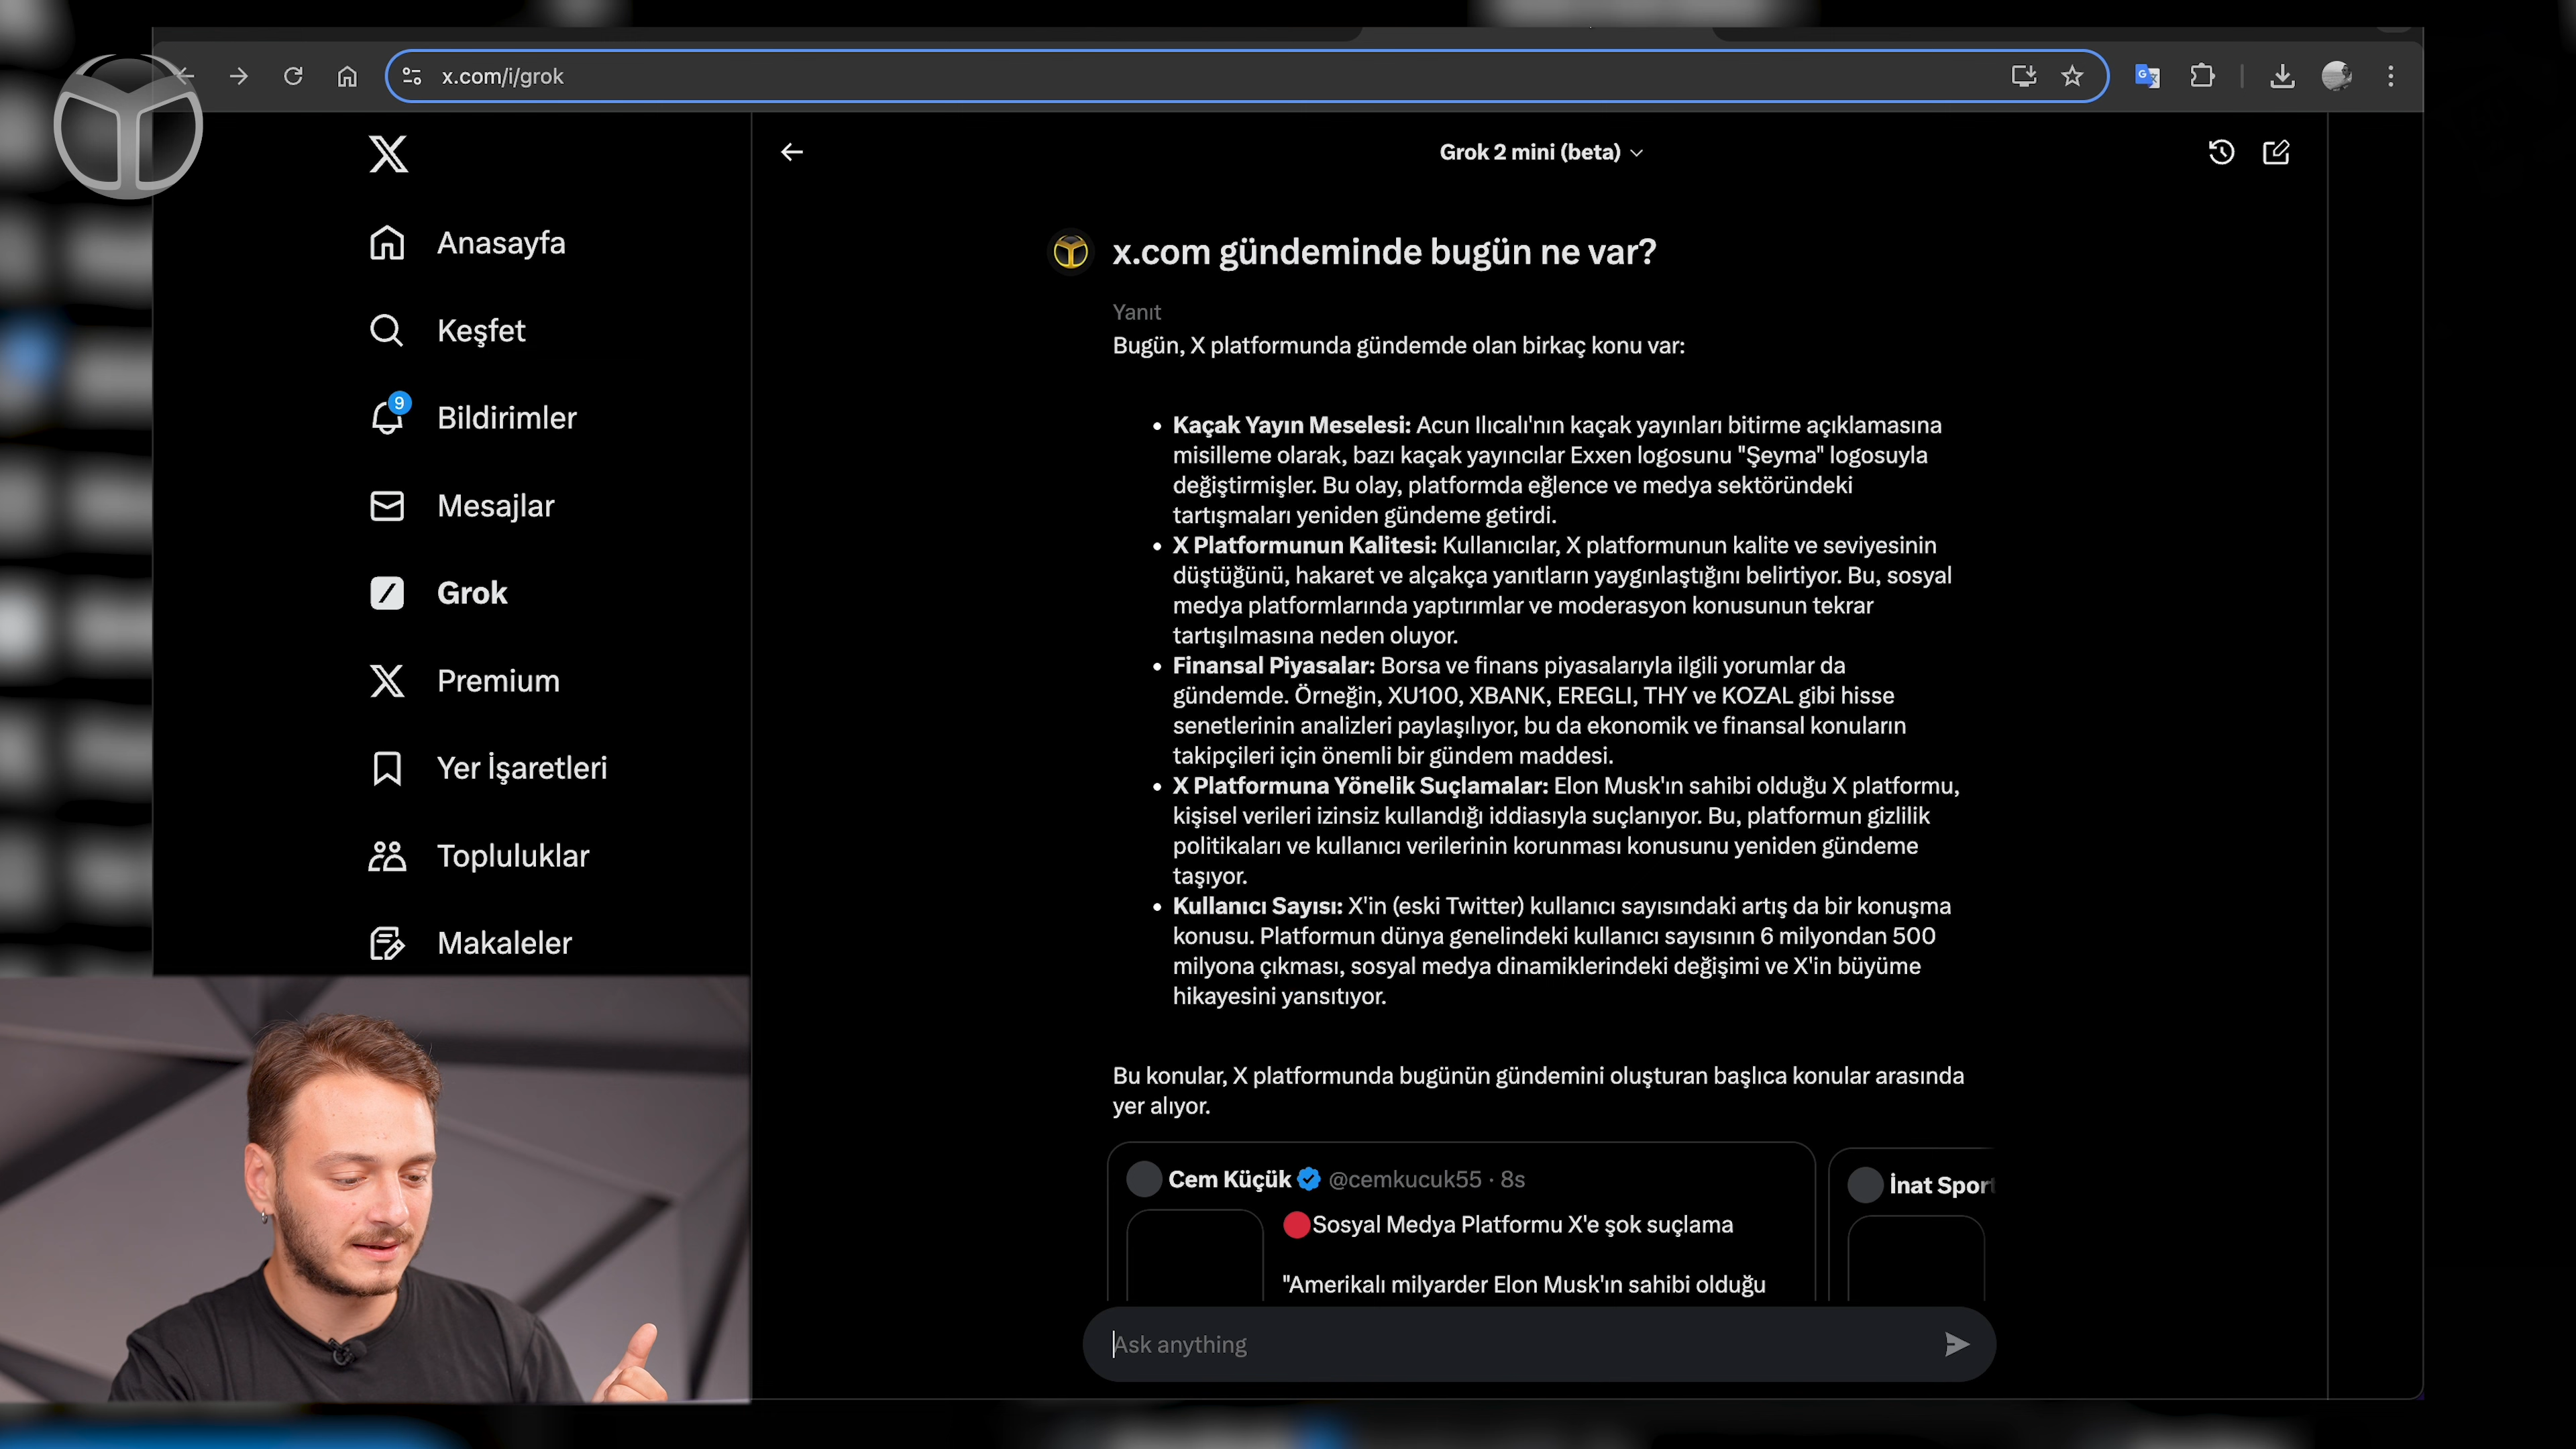 x.com/i/grok
X
Anasayfa
Keşfet
9
Bildirimler
Mesajlar
Grok
Premium
Yer İşaretleri
Topluluklar
Makaleler
Grok 2 mini (beta)
x.com gündeminde bugün ne var?
Yanıt
Bugün, X platformunda gündemde olan birkaç konu var:
• Kaçak Yayın Meselesi: Acun Ilıcalı'nın kaçak yayınları bitirme açıklamasına
misilleme olarak, bazı kaçak yayıncılar Exxen logosunu "Şeyma" logosuyla
değiştirmişler. Bu olay, platformda eğlence ve medya sektöründeki
tartışmaları yeniden gündeme getirdi.
• X Platformunun Kalitesi: Kullanıcılar, X platformunun kalite ve seviyesinin
düştüğünü, hakaret ve alçakça yanıtların yaygınlaştığını belirtiyor. Bu, sosyal
medya platformlarında yaptırımlar ve moderasyon konusunun tekrar
tartışılmasına neden oluyor.
• Finansal Piyasalar: Borsa ve finans piyasalarıyla ilgili yorumlar da
gündemde. Örneğin, XU100, XBANK, EREGLI, THY ve KOZAL gibi hisse
senetlerinin analizleri paylaşılıyor, bu da ekonomik ve finansal konuların
takipçileri için önemli bir gündem maddesi.
• X Platformuna Yönelik Suçlamalar: Elon Musk'ın sahibi olduğu X platformu,
kişisel verileri izinsiz kullandığı iddiasıyla suçlanıyor. Bu, platformun gizlilik
politikaları ve kullanıcı verilerinin korunması konusunu yeniden gündeme
taşıyor.
• Kullanıcı Sayısı: X'in (eski Twitter) kullanıcı sayısındaki artış da bir konuşma
konusu. Platformun dünya genelindeki kullanıcı sayısının 6 milyondan 500
milyona çıkması, sosyal medya dinamiklerindeki değişimi ve X'in büyüme
hikayesini yansıtıyor.
Bu konular, X platformunda bugünün gündemini oluşturan başlıca konular arasında
yer alıyor.
Cem Küçük @cemkucuk55 · 8s
Sosyal Medya Platformu X'e şok suçlama
"Amerikalı milyarder Elon Musk'ın sahibi olduğu
İnat Spor
Ask anything